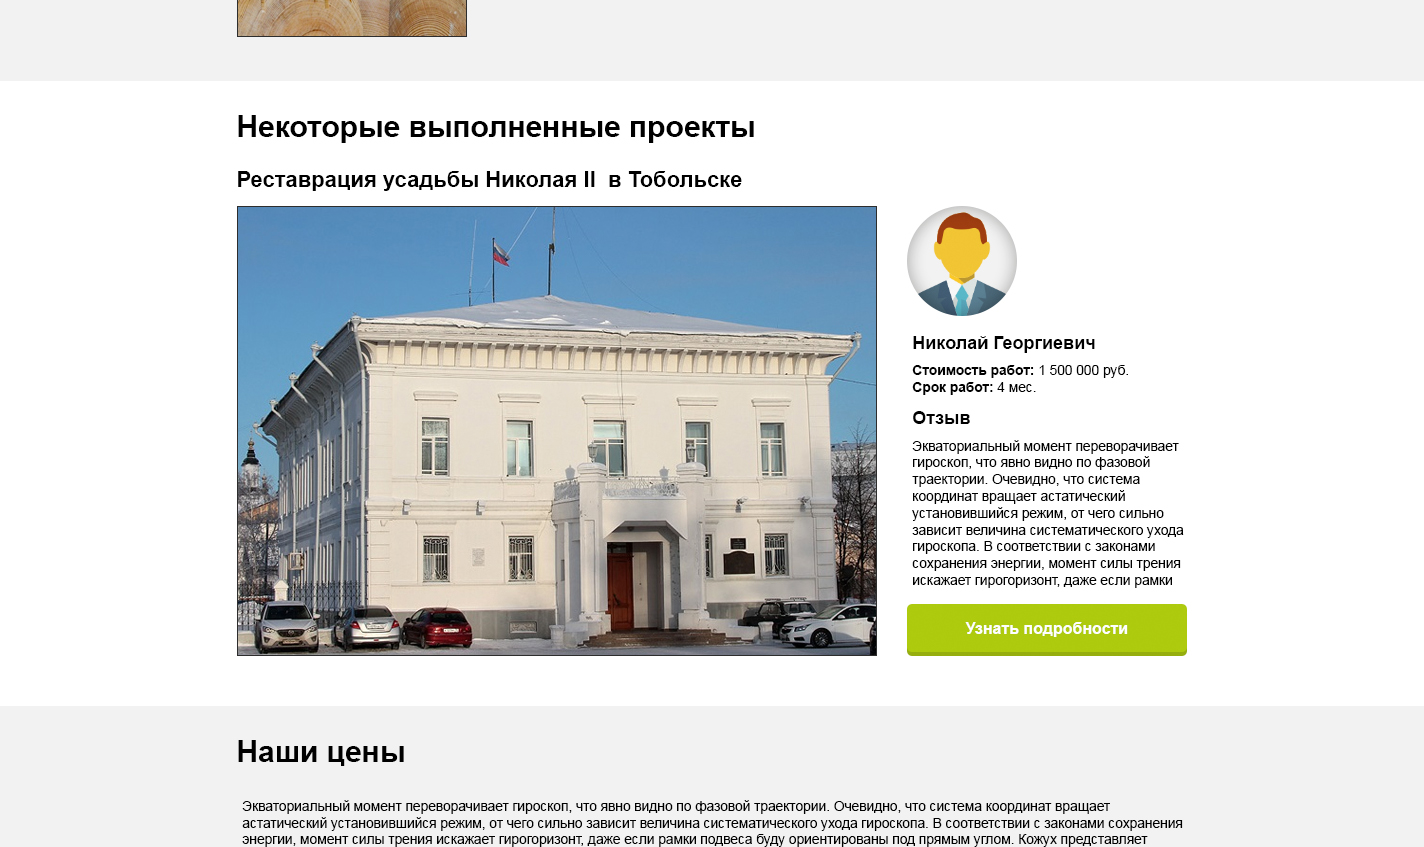 Некоторые выполненные проекты
Реставрация усадьбы Николая II  в Тобольске
Николай Георгиевич
Стоимость работ: 1 500 000 руб.
Срок работ: 4 мес.
Отзыв
Экваториальный момент переворачивает
гироскоп, что явно видно по фазовой
траектории. Очевидно, что система
координат вращает астатический
установившийся режим, от чего сильно
зависит величина систематического ухода
гироскопа. В соответствии с законами
сохранения энергии, момент силы трения
искажает гирогоризонт, даже если рамки
Узнать подробности
Наши цены
Экваториальный момент переворачивает гироскоп, что явно видно по фазовой траектории. Очевидно, что система координат вращает
астатический установившийся режим, от чего сильно зависит величина систематического ухода гироскопа. В соответствии с законами сохранения
энергии, момент силы трения искажает гирогоризонт, даже если рамки подвеса буду ориентированы под прямым углом. Кожух представляет